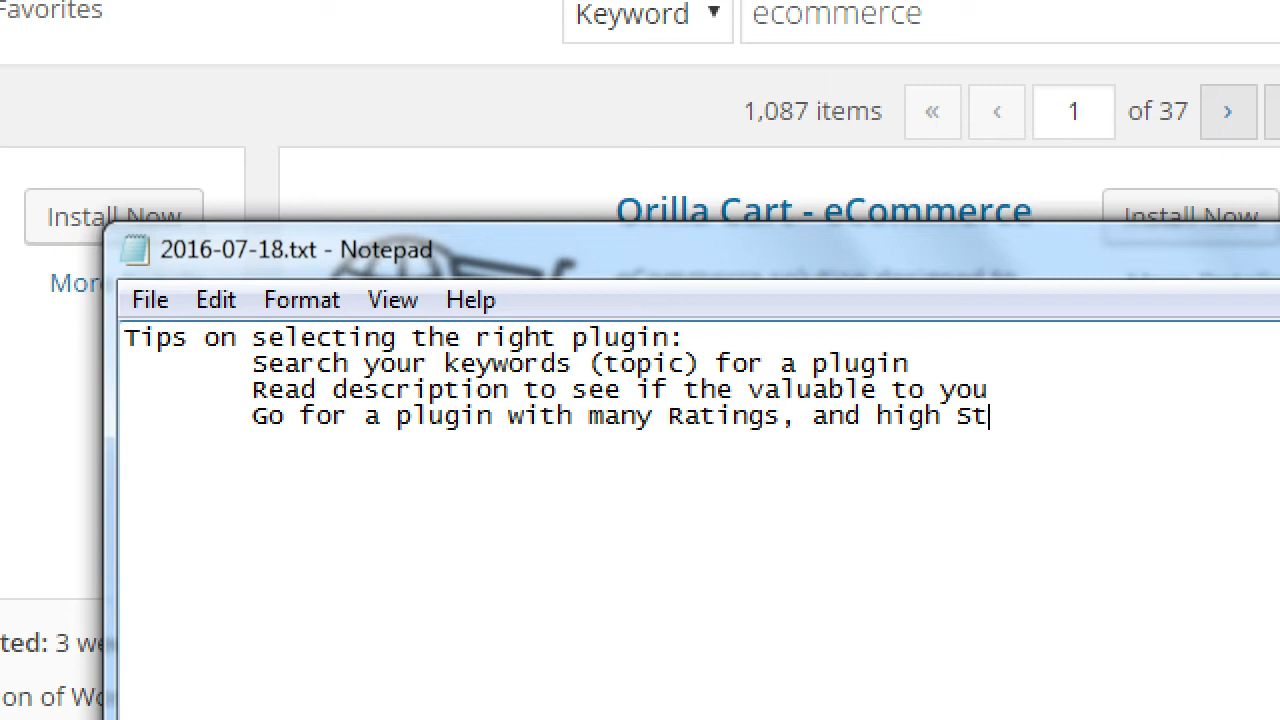 Favorites
Keyword ecommerce
1,087 items « ‹ 1 of 37 ›
Install Now
Orilla Cart - eCommerce Install Now
More
2016-07-18.txt - Notepad
File Edit Format View Help
Tips on selecting the right plugin:
Search your keywords (topic) for a plugin
Read description to see if the valuable to you
Go for a plugin with many Ratings, and high St
ted: 3 we
on of Wo